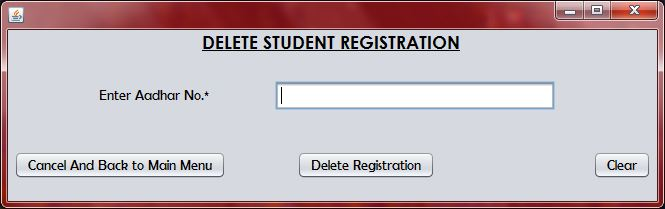 DELETE STUDENT REGISTRATION
Enter Aadhar No.*
Cancel And Back to Main Menu
Delete Registration
Clear